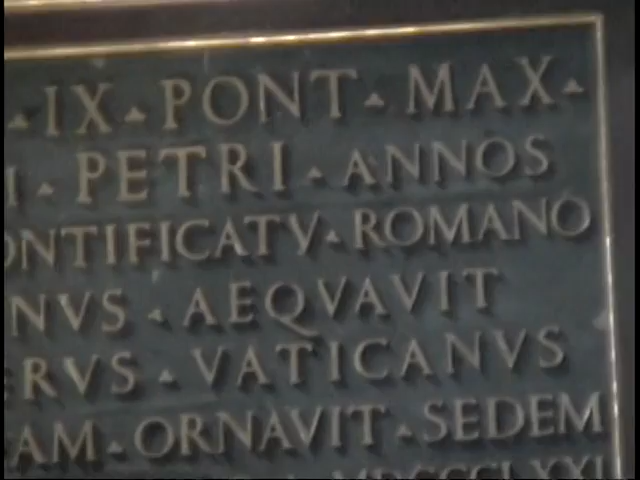 IX ▴ PONT ▴ MAX ▴
I ▴ PETRI ▴ ANNOS
ONTIFICATV ▴ ROMANO
NVS ▴ AEQVAVIT
RVS ▴ VATICANVS
AM ▴ ORNAVIT ▴ SEDEM